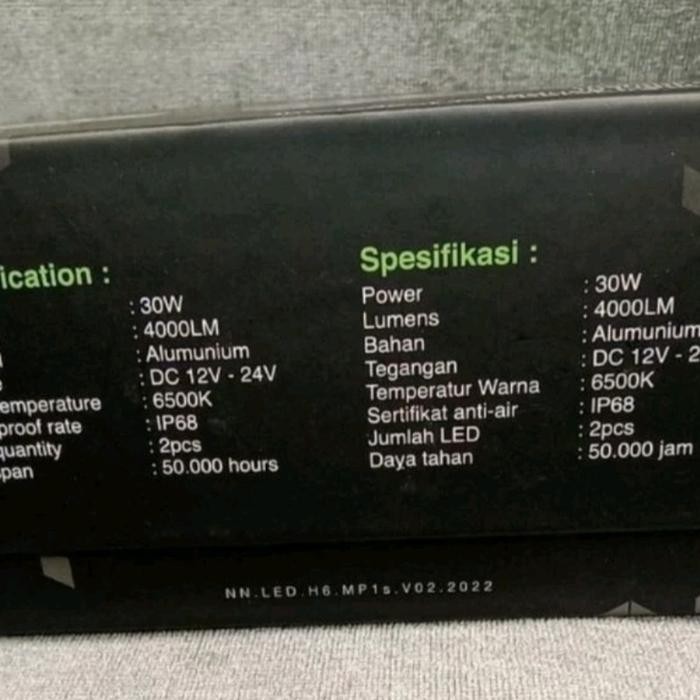 ication :
: 30W
: 4000LM
: Alumunium
: DC 12V - 24V
emperature : 6500K
proof rate : IP68
quantity : 2pcs
pan : 50.000 hours
Spesifikasi :
Power : 30W
Lumens : 4000LM
Bahan : Alumunium
Tegangan : DC 12V - 2
Temperatur Warna : 6500K
Sertifikat anti-air : IP68
Jumlah LED : 2pcs
Daya tahan : 50.000 jam
NN.LED.H6.MP1s.V02.2022